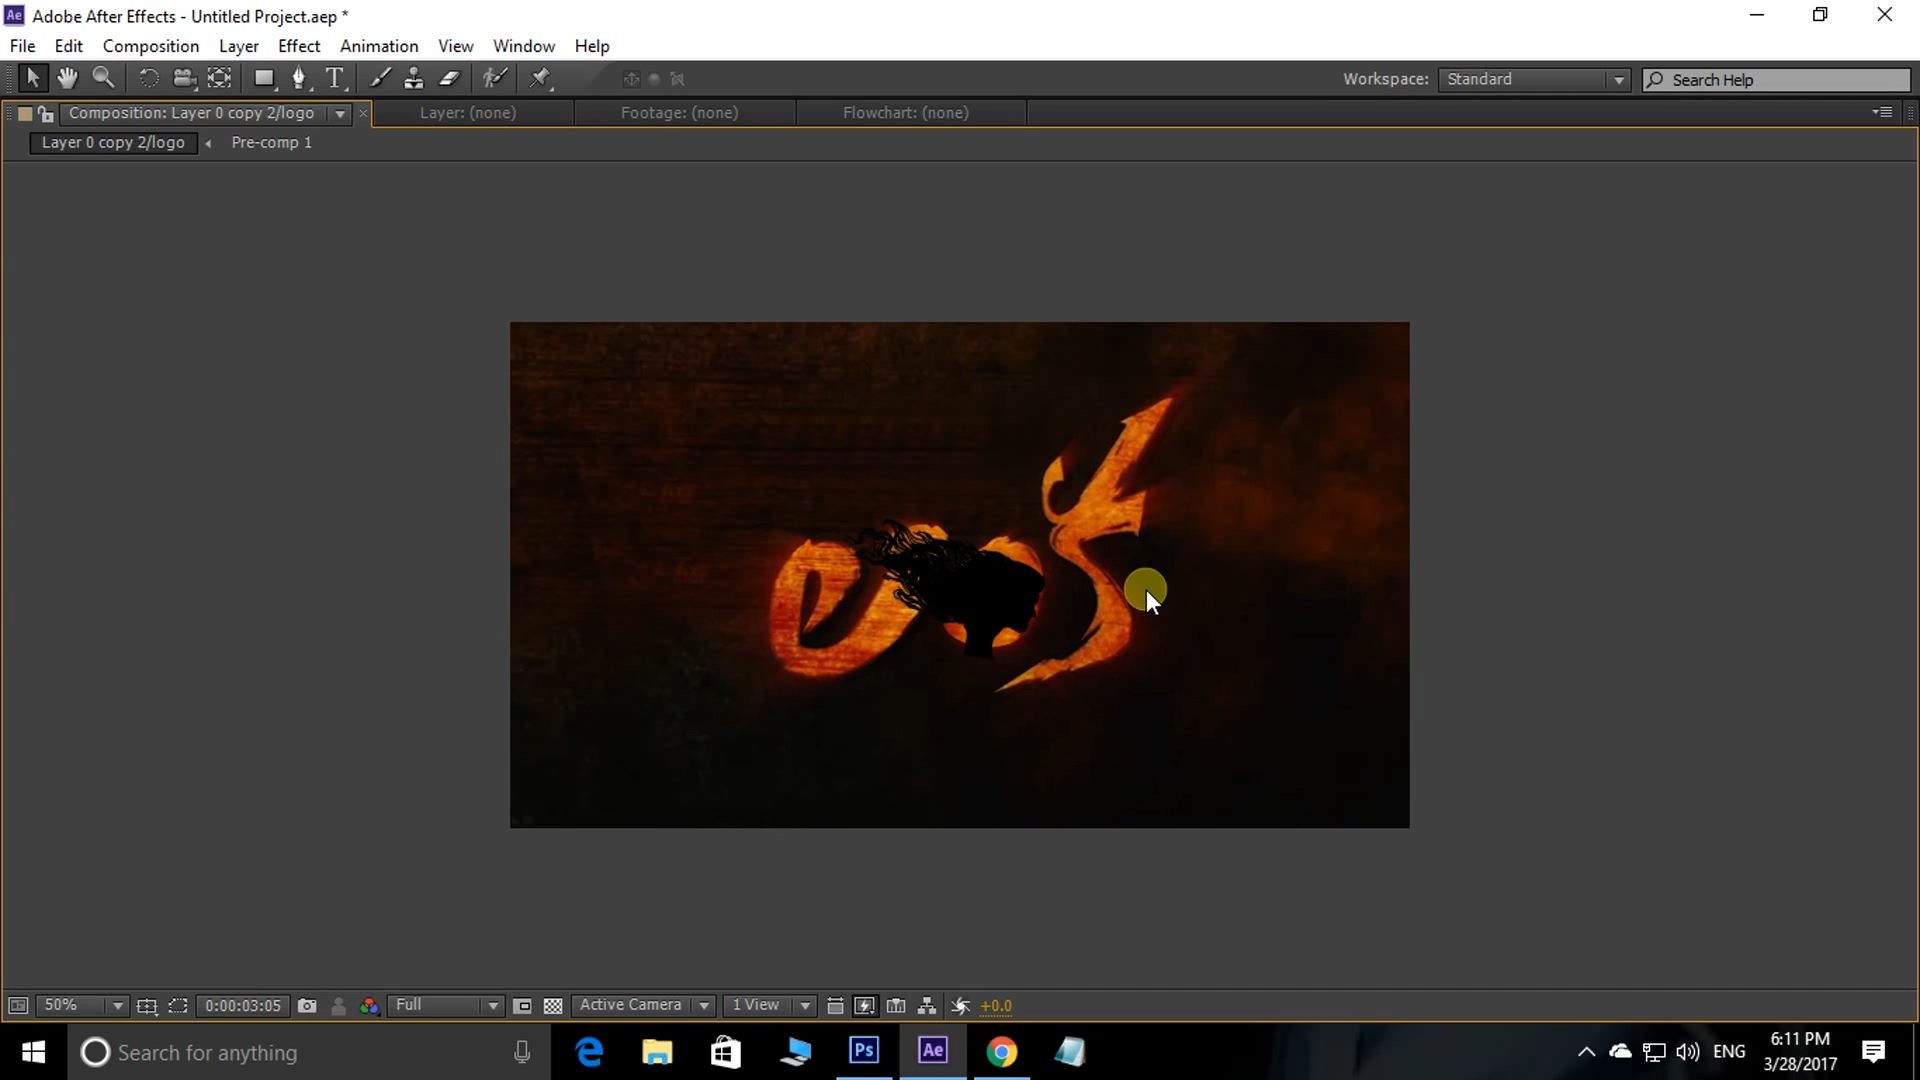 Adobe After Effects - Untitled Project.aep *
File Edit Composition Layer Effect Animation View Window Help
Workspace: Standard Search Help
Composition: Layer 0 copy 2/logo Layer: (none) Footage: (none) Flowchart: (none)
Layer 0 copy 2/logo Pre-comp 1
50% 0:00:03:05 Full Active Camera 1 View +0.0
Search for anything Ps Ae ENG 6:11 PM
3/28/2017